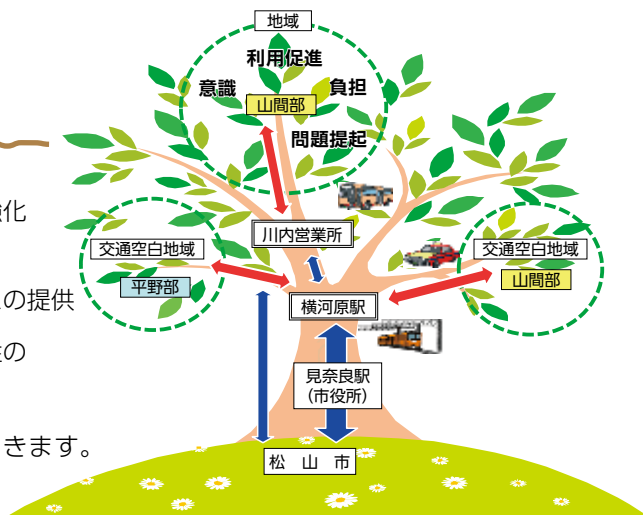 地域
利用促進
意識
負担
山間部
問題提起
化
川内営業所
交通空白地域
交通空白地域
平野部
山間部
の提供
横河原駅
の
見奈良駅
(市役所)
きます。
松 山 市